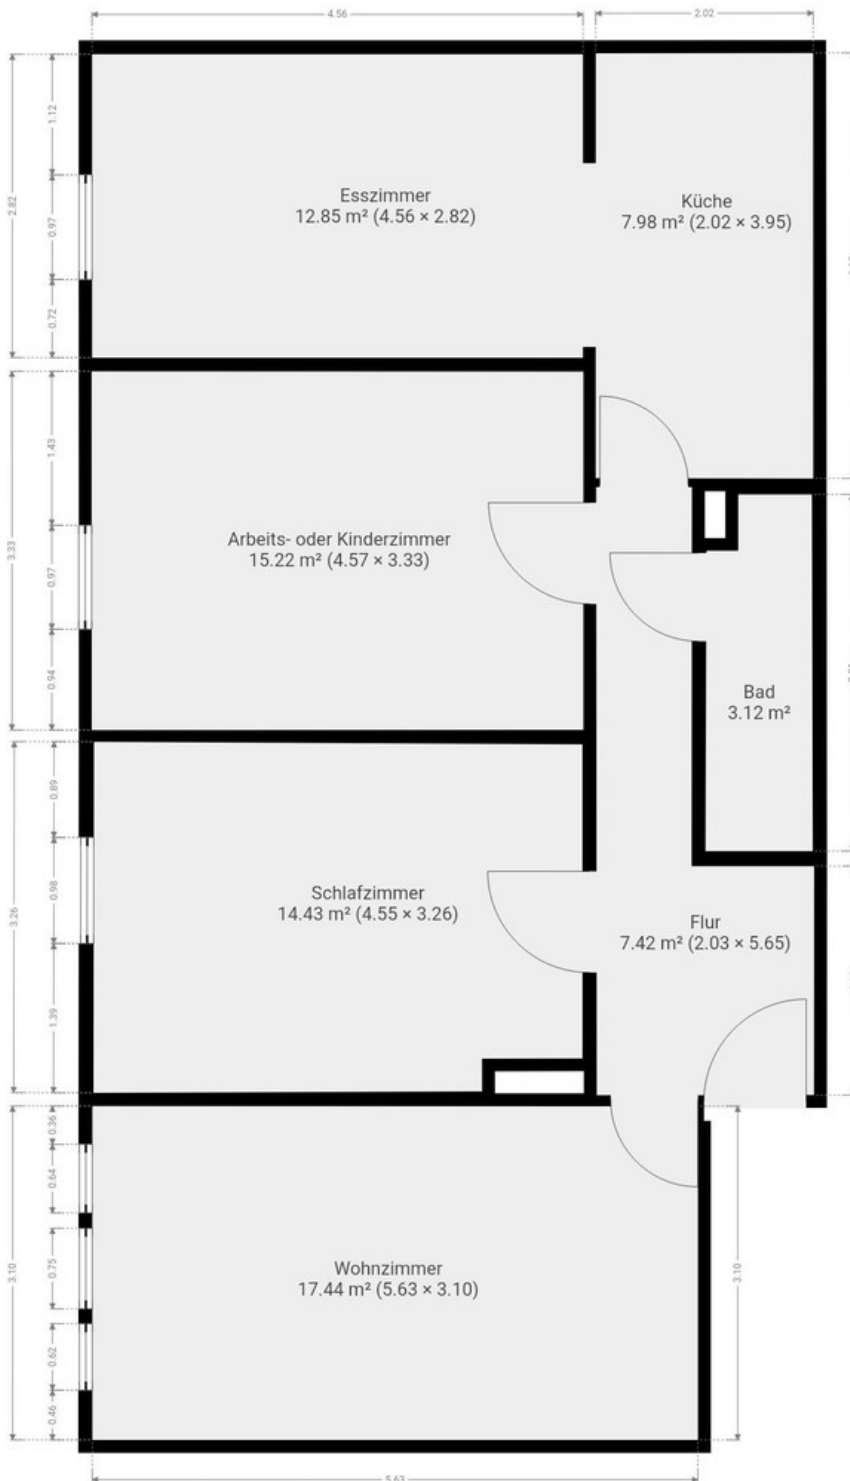 4.56
2.02
1.12
2.82
0.97
0.72
Esszimmer
12.85 m² (4.56 × 2.82)
Küche
7.98 m² (2.02 × 3.95)
1.43
3.33
0.97
0.94
Arbeits- oder Kinderzimmer
15.22 m² (4.57 × 3.33)
Bad
3.12 m²
0.89
3.26
0.98
1.39
Schlafzimmer
14.43 m² (4.55 × 3.26)
Flur
7.42 m² (2.03 × 5.65)
0.36
0.64
3.10
0.75
0.62
0.46
Wohnzimmer
17.44 m² (5.63 × 3.10)
3.10
5.63